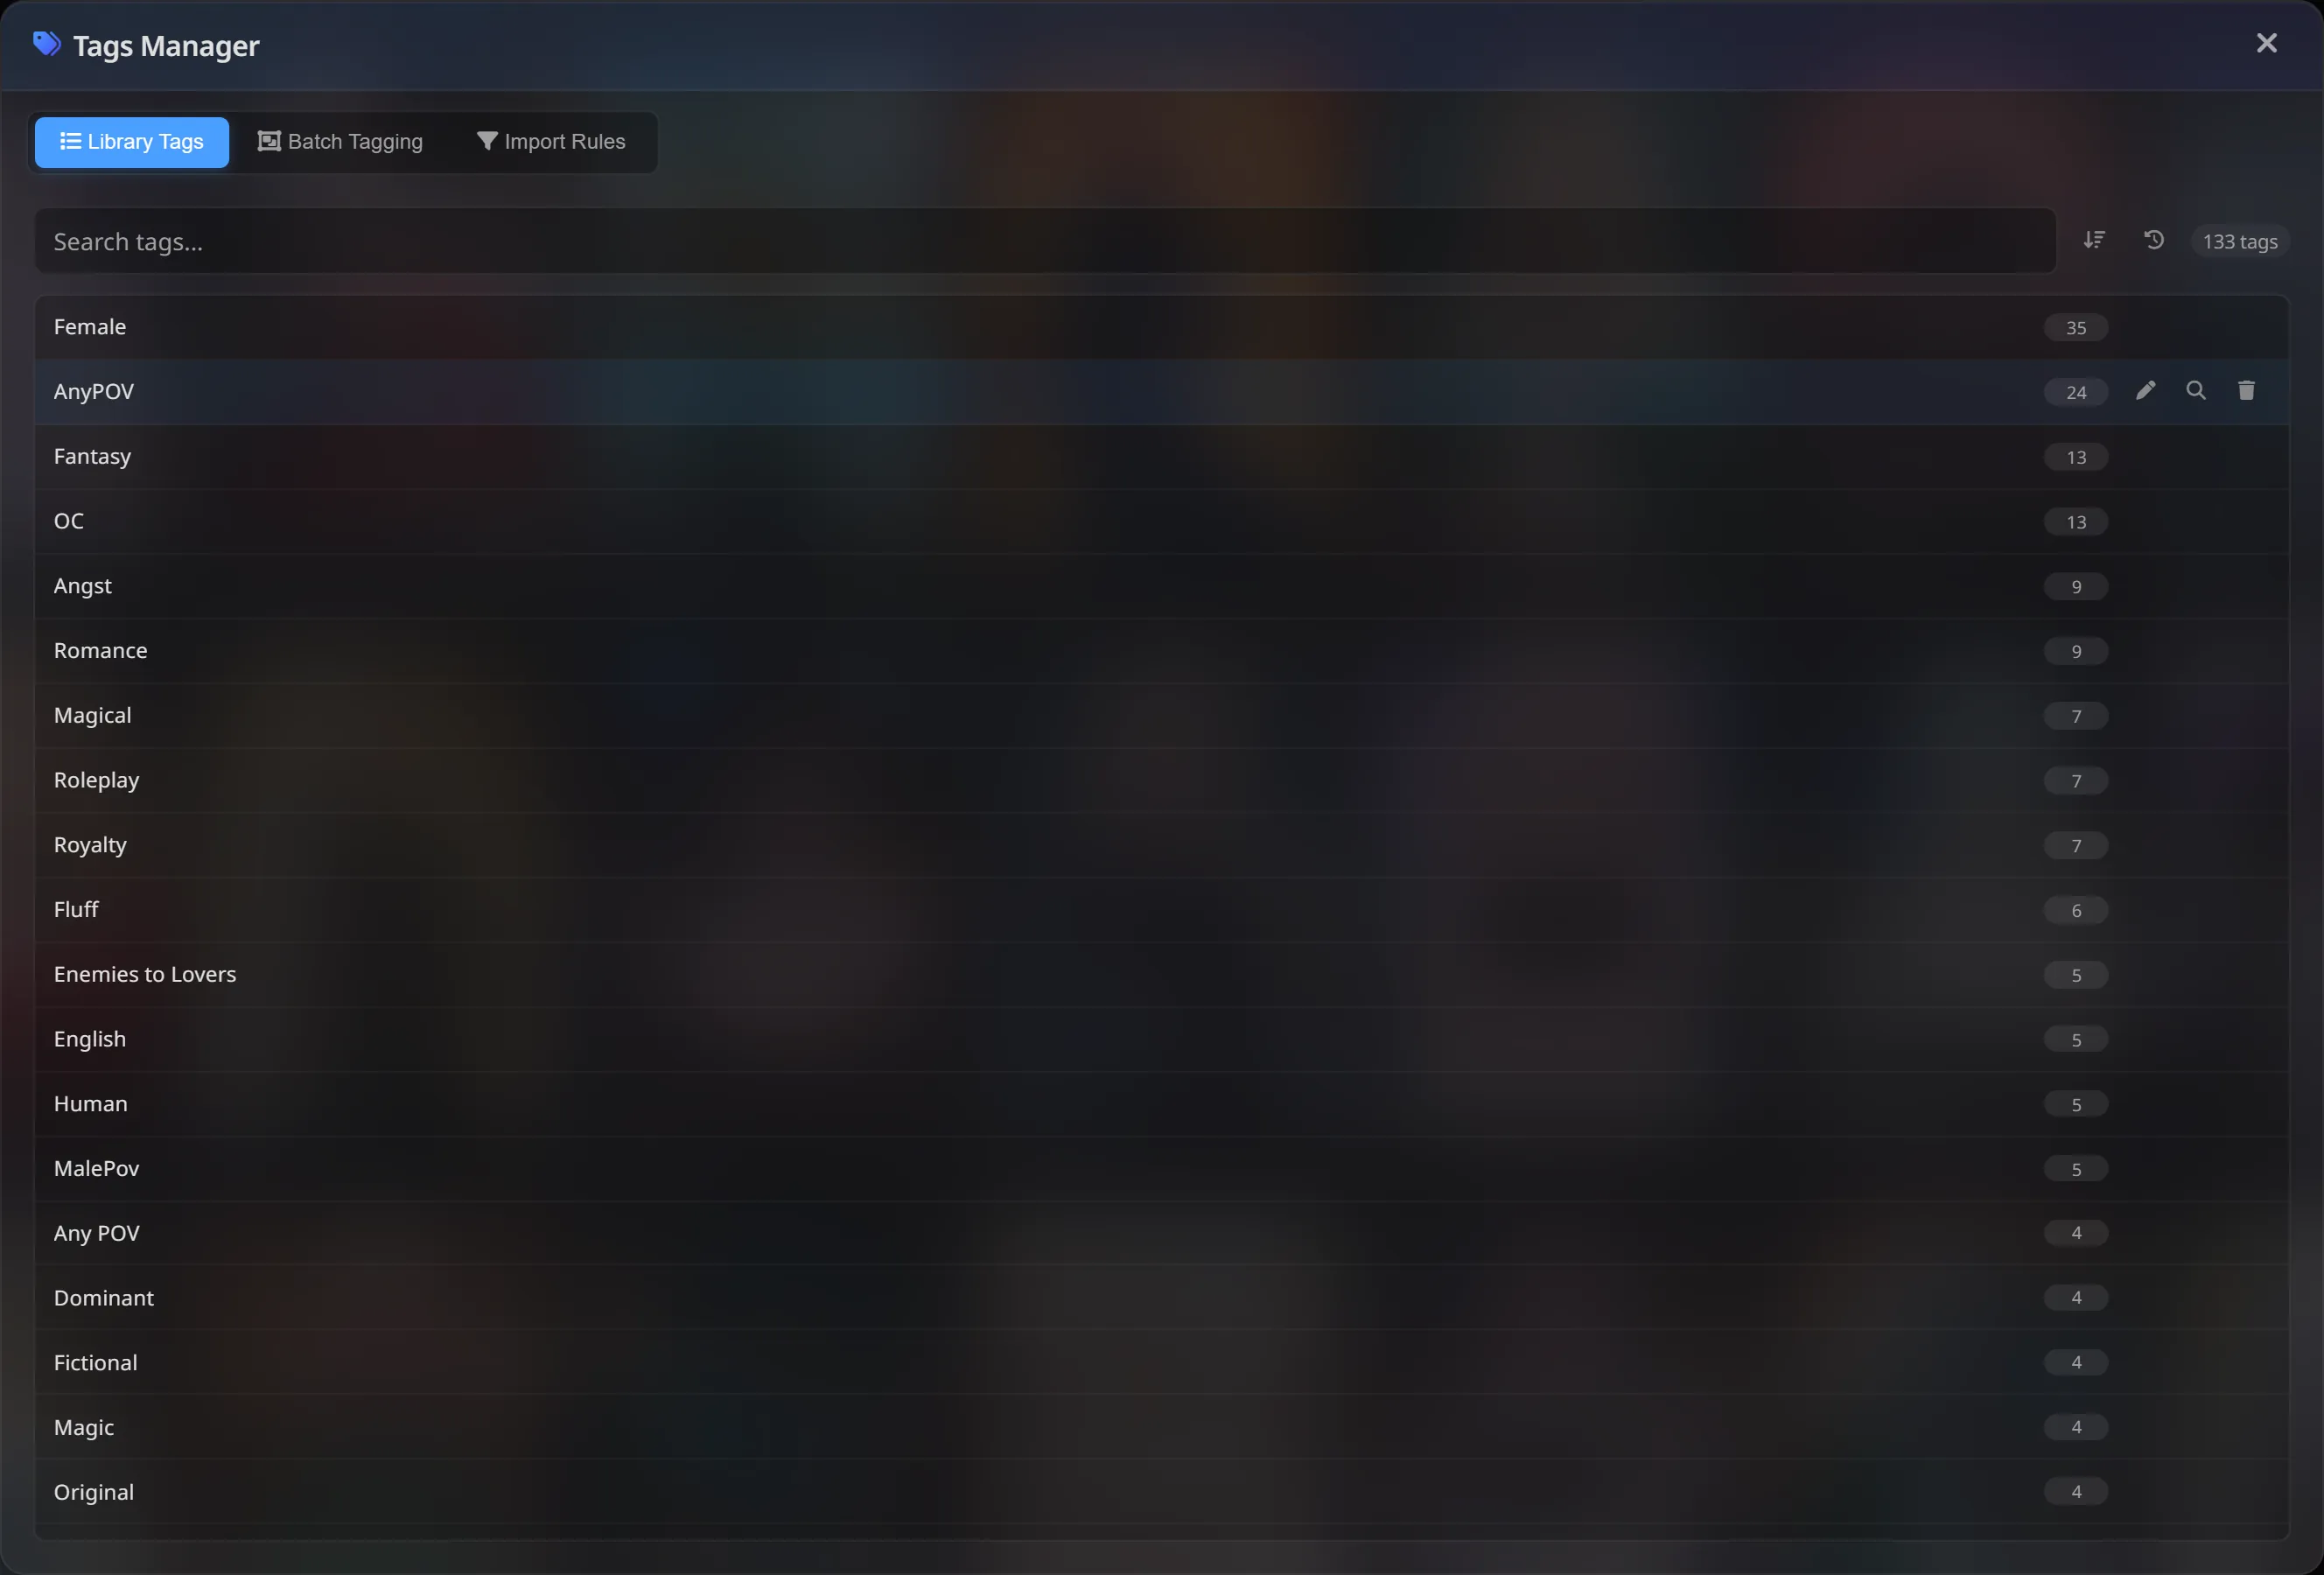 Tags Manager
Library Tags
Batch Tagging
Import Rules
Search tags...
133 tags
Female 35
AnyPOV 24
Fantasy 13
OC 13
Angst 9
Romance 9
Magical 7
Roleplay 7
Royalty 7
Fluff 6
Enemies to Lovers 5
English 5
Human 5
MalePov 5
Any POV 4
Dominant 4
Fictional 4
Magic 4
Original 4